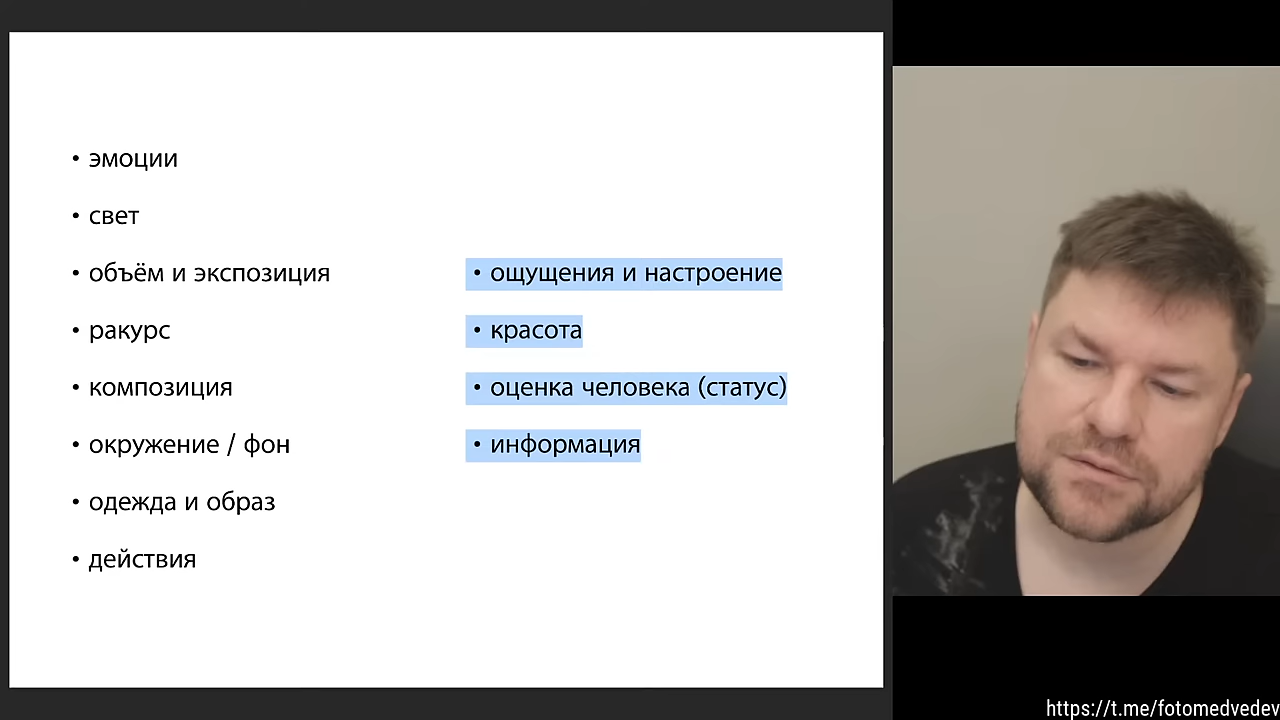 • эмоции
• свет
• объём и экспозиция
• ракурс
• композиция
• окружение / фон
• одежда и образ
• действия
• ощущения и настроение
• красота
• оценка человека (статус)
• информация
https://t.me/fotomedvedev